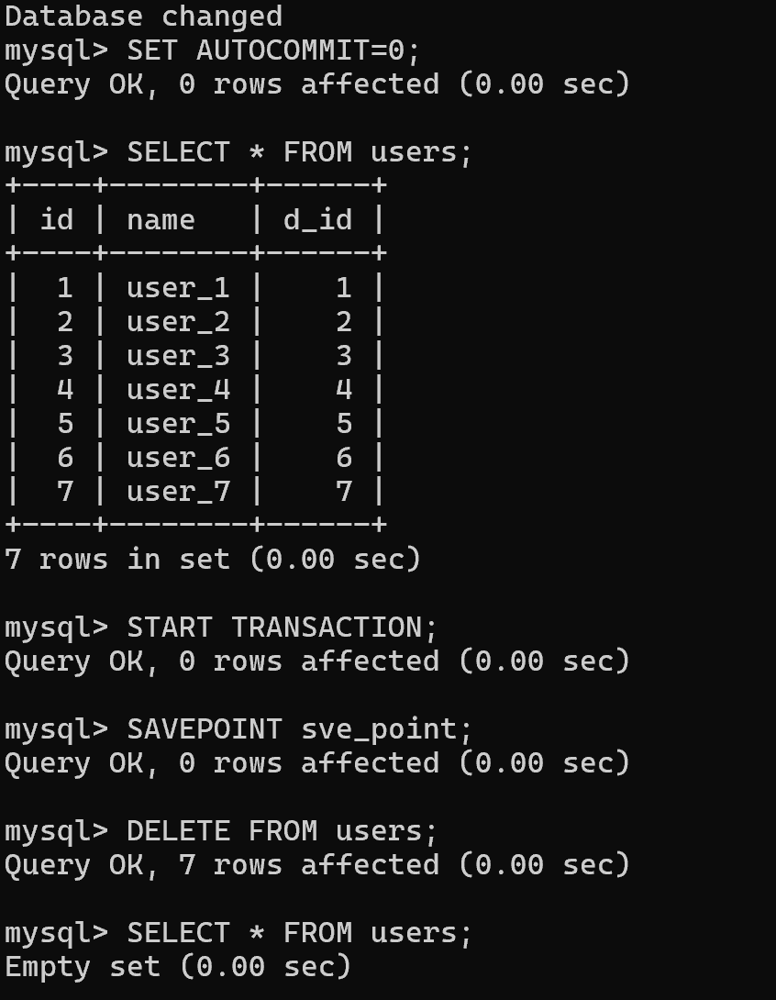 Database changed
mysql> SET AUTOCOMMIT=0;
Query OK, 0 rows affected (0.00 sec)

mysql> SELECT * FROM users;
+----+--------+------+
| id | name   | d_id |
+----+--------+------+
|  1 | user_1 |    1 |
|  2 | user_2 |    2 |
|  3 | user_3 |    3 |
|  4 | user_4 |    4 |
|  5 | user_5 |    5 |
|  6 | user_6 |    6 |
|  7 | user_7 |    7 |
+----+--------+------+
7 rows in set (0.00 sec)

mysql> START TRANSACTION;
Query OK, 0 rows affected (0.00 sec)

mysql> SAVEPOINT sve_point;
Query OK, 0 rows affected (0.00 sec)

mysql> DELETE FROM users;
Query OK, 7 rows affected (0.00 sec)

mysql> SELECT * FROM users;
Empty set (0.00 sec)